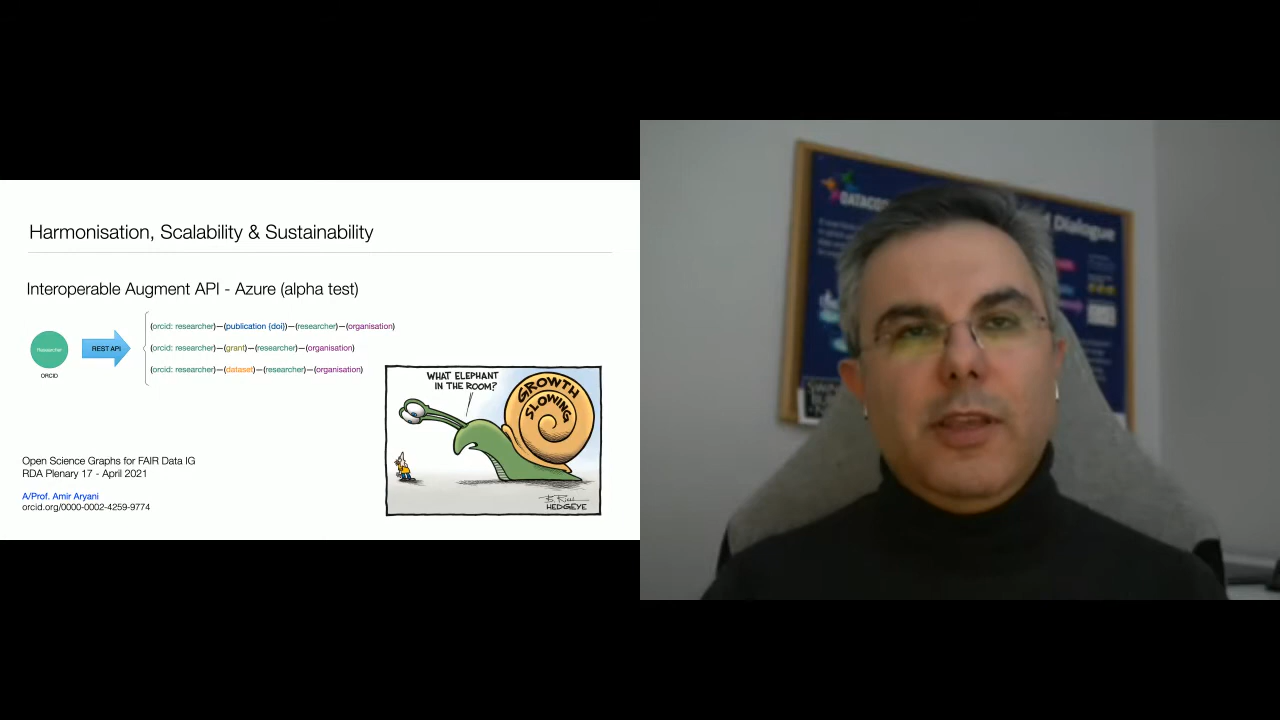 Harmonisation, Scalability & Sustainability
Interoperable Augment API - Azure (alpha test)
Researcher
ORCID
REST API
(orcid: researcher)—(publication {doi})—(researcher)—(organisation)
(orcid: researcher)—(grant)—(researcher)—(organisation)
(orcid: researcher)—(dataset)—(researcher)—(organisation)
WHAT ELEPHANT
IN THE ROOM?
GROWTH
SLOWING
HEDGEYE
Open Science Graphs for FAIR Data IG
RDA Plenary 17 - April 2021
A/Prof. Amir Aryani
orcid.org/0000-0002-4259-9774
Dialogue